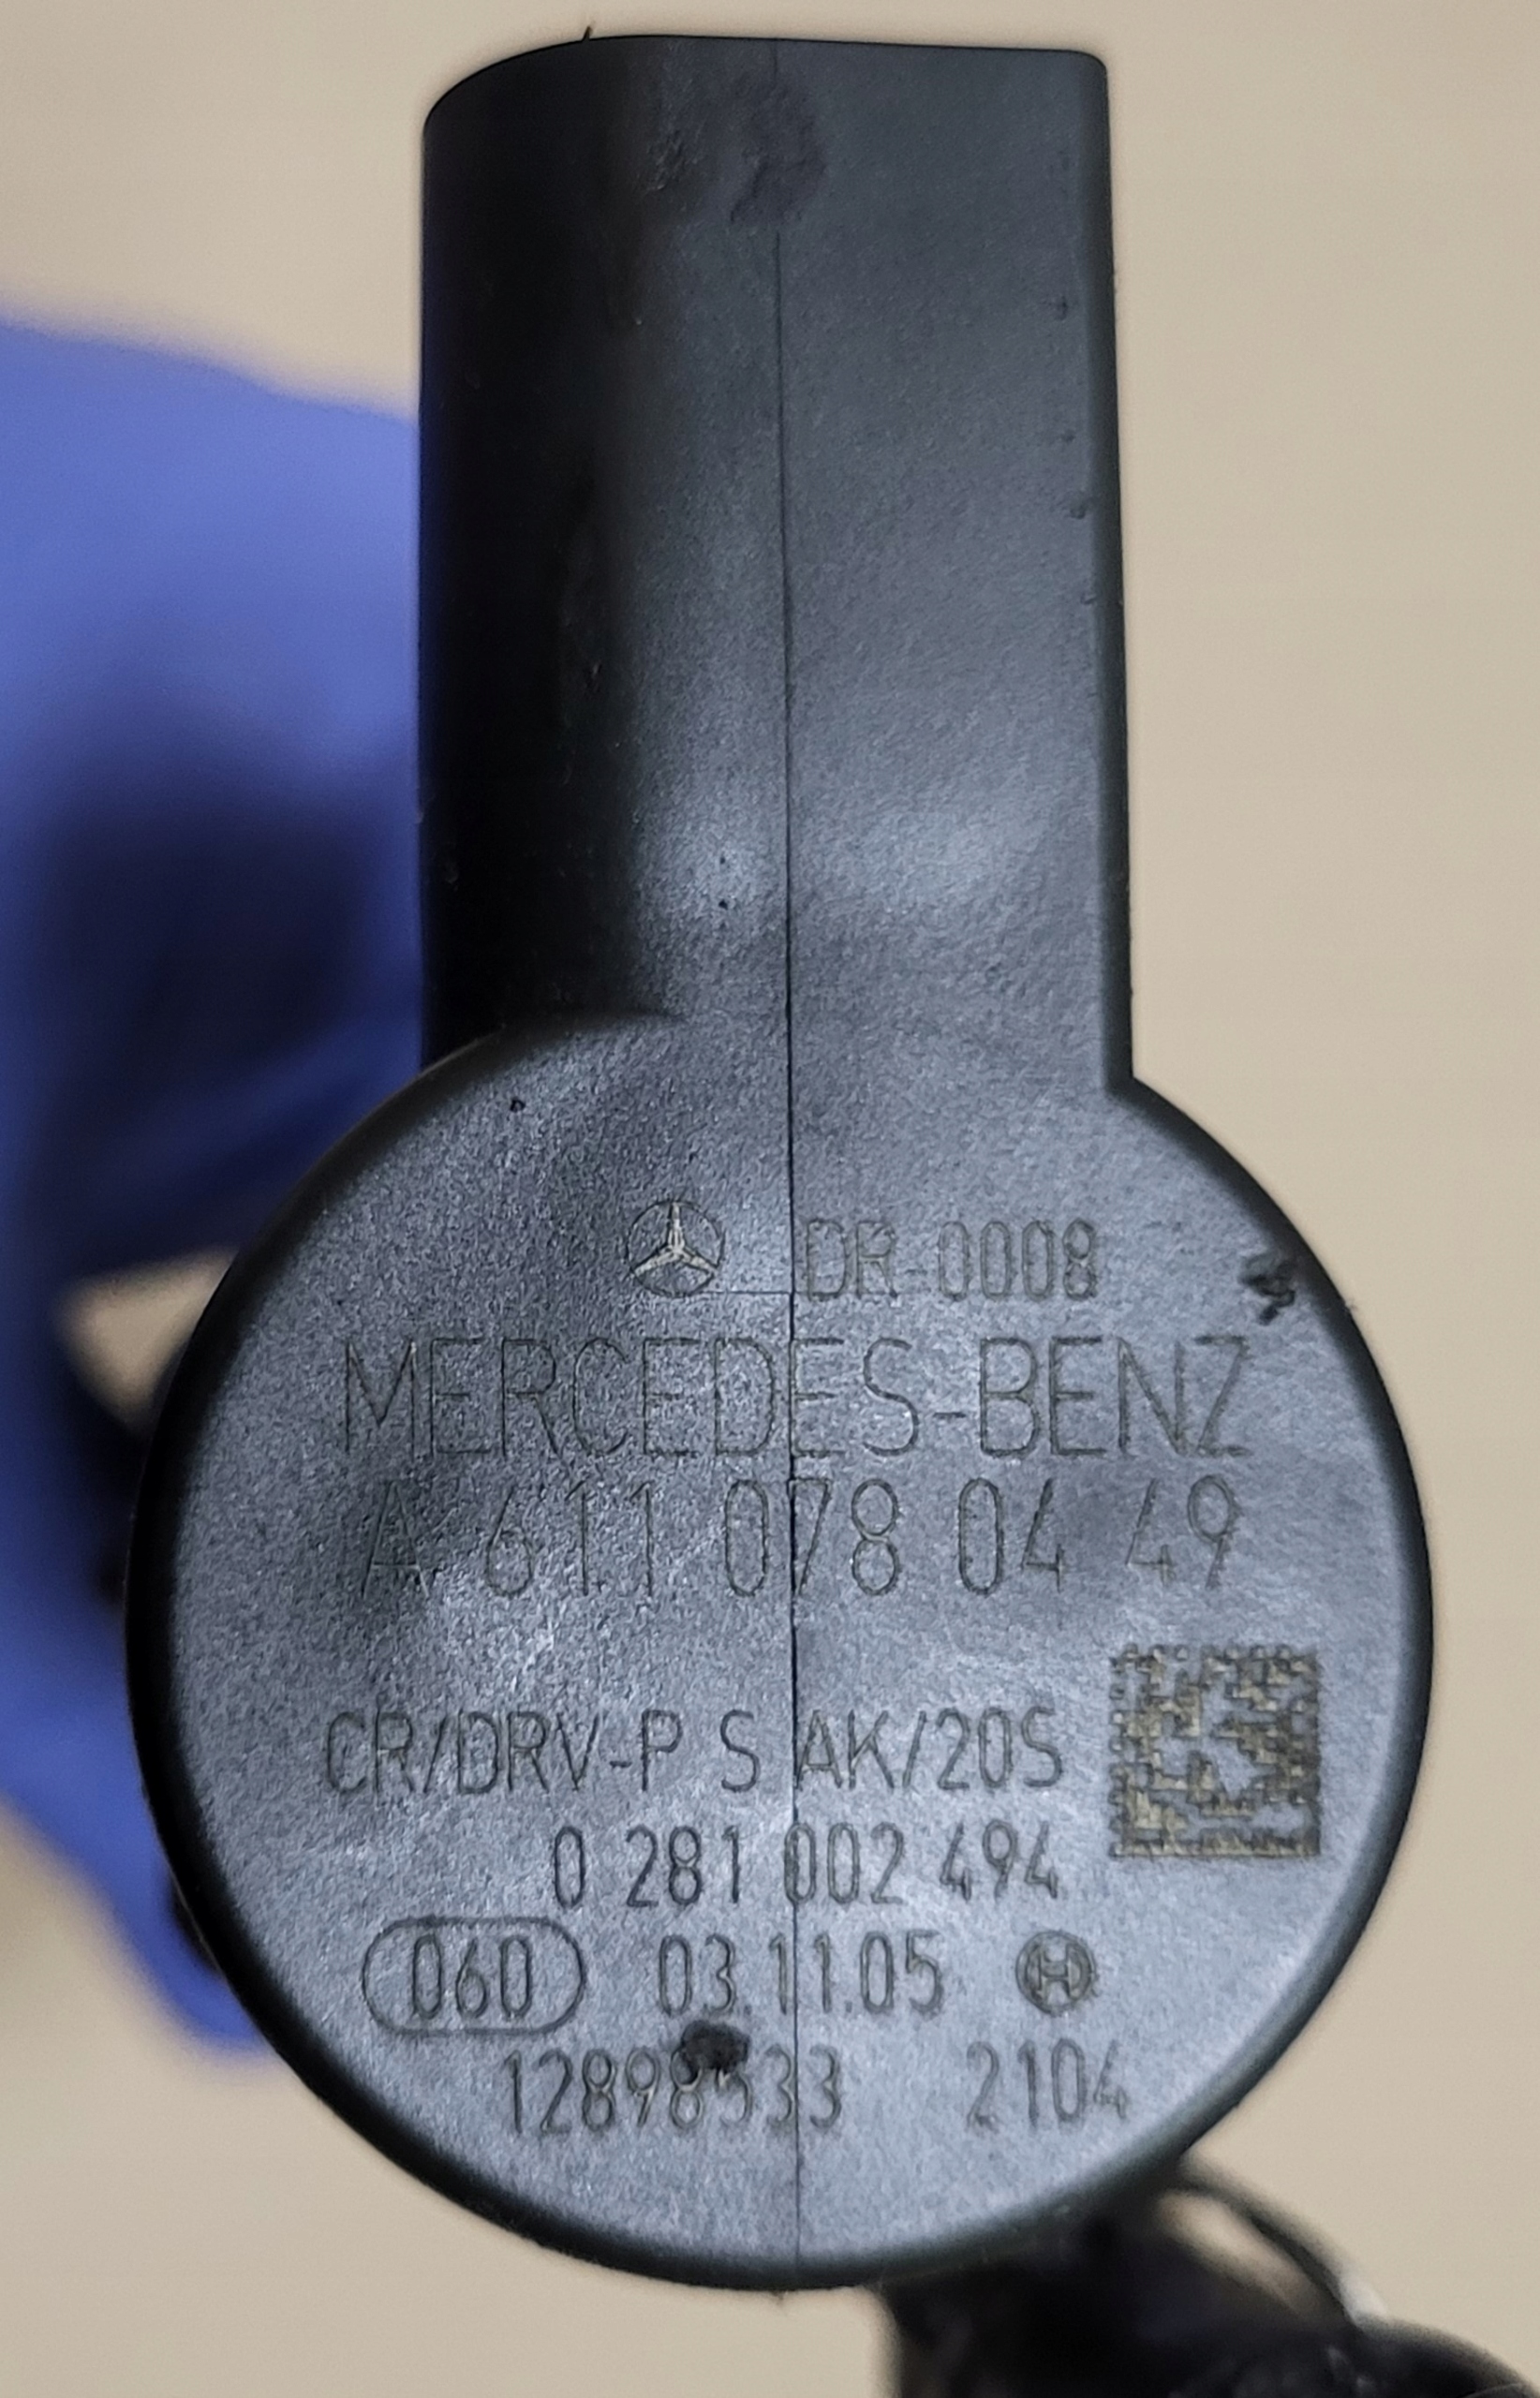 DR-0008
MERCEDES-BENZ
A 611 078 04 49
CR/DRV-P S AK/20S
0 281 002 494
060 03.11.05
2104